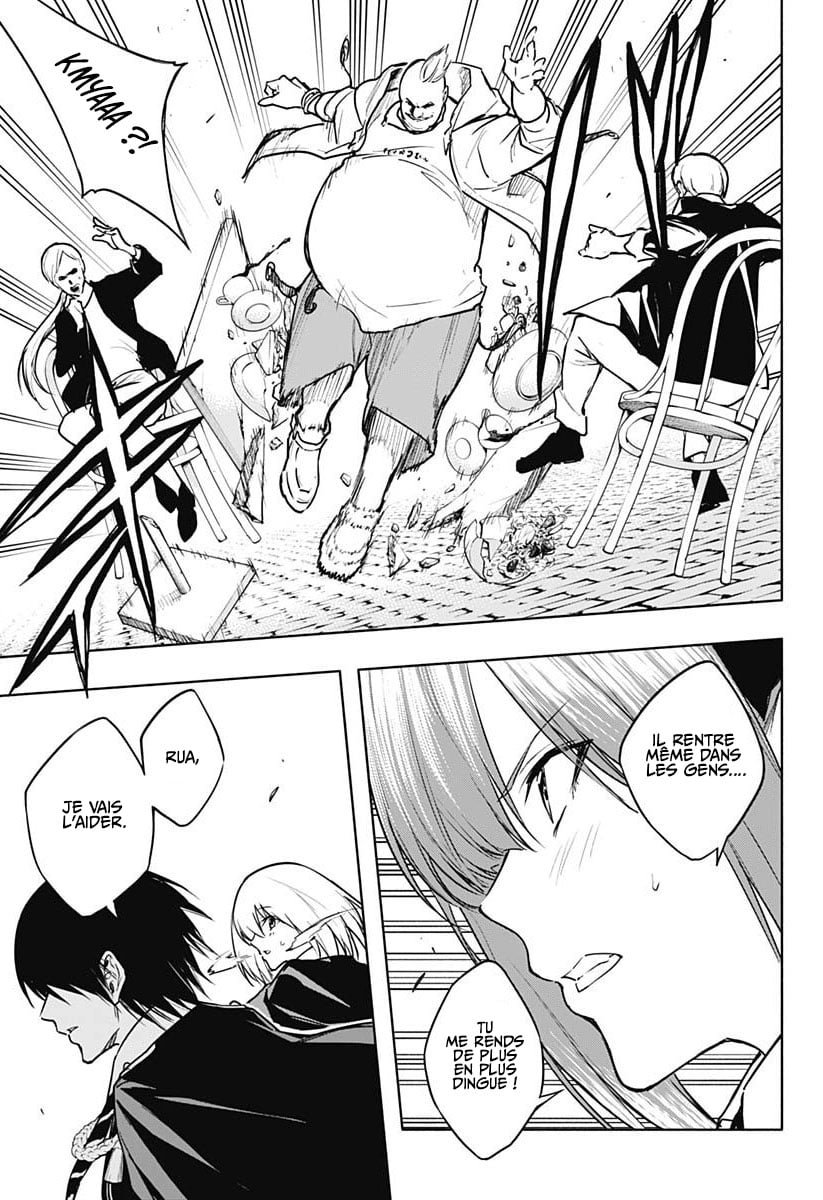 KMYAAA ?!
IL RENTRE
MÊME DANS
LES GENS....
TU
ME RENDS
DE PLUS
EN PLUS
DINGUE !
RUA,
JE VAIS
L'AIDER.